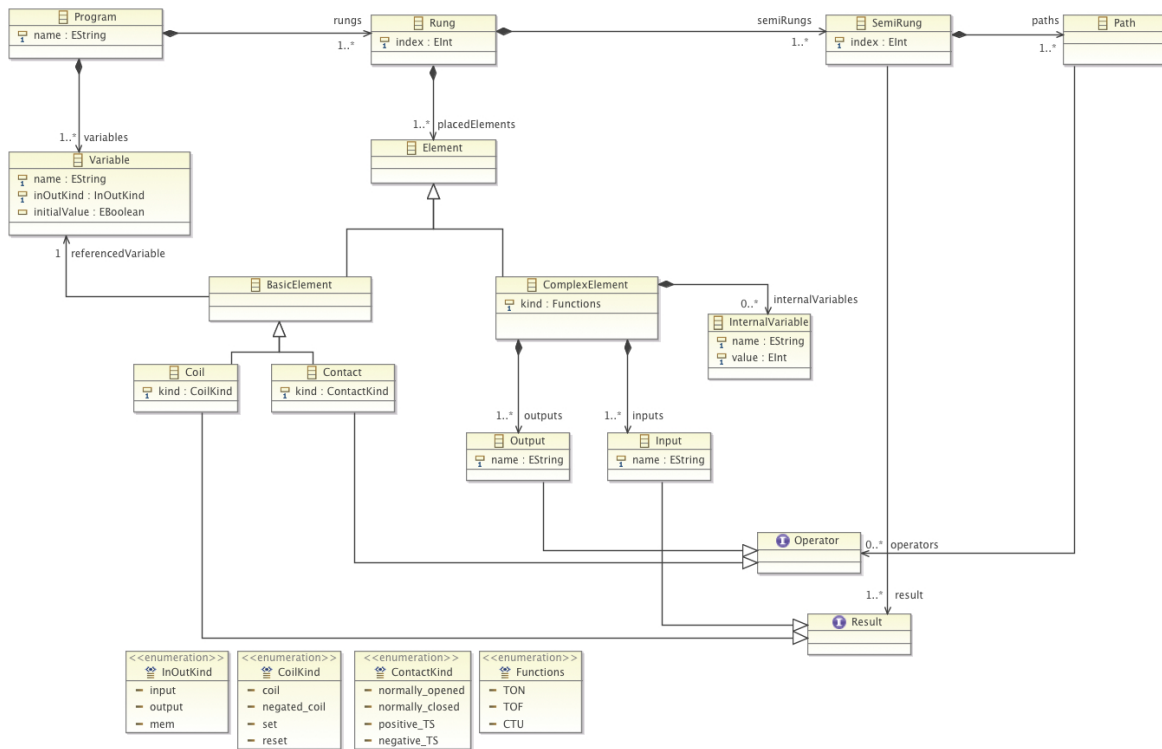 Program
name : EString
rungs
1..*
Rung
index : EInt
semiRungs
1..*
SemiRung
index : EInt
paths
1..*
Path
1..* variables
1..* placedElements
Element
Variable
name : EString
inOutKind : InOutKind
initialValue : EBoolean
1 referencedVariable
BasicElement
ComplexElement
kind : Functions
internalVariables
0..*
InternalVariable
name : EString
value : EInt
Coil
kind : CoilKind
Contact
kind : ContactKind
1..* outputs
1..* inputs
Output
name : EString
Input
name : EString
Operator
0..* operators
1..* result
Result
<<enumeration>>
InOutKind
input
output
mem
<<enumeration>>
CoilKind
coil
negated_coil
set
reset
<<enumeration>>
ContactKind
normally_opened
normally_closed
positive_TS
negative_TS
<<enumeration>>
Functions
TON
TOF
CTU